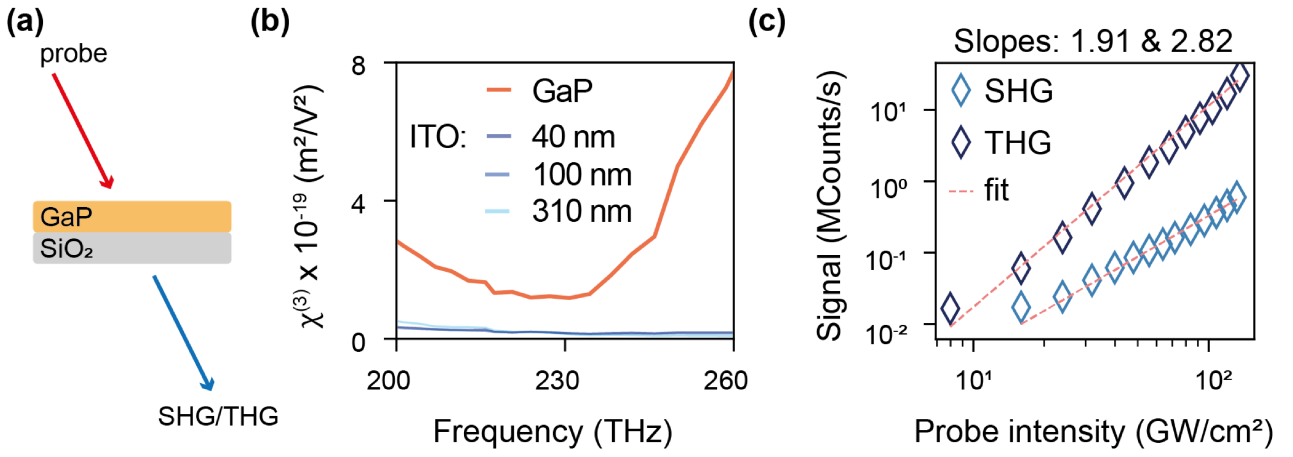 (a)
probe
GaP
SiO₂
SHG/THG
(b)
χ⁽³⁾ x 10⁻¹⁹ (m²/V²)
8
4
0
GaP
ITO:
40 nm
100 nm
310 nm
200
230
260
Frequency (THz)
(c)
Slopes: 1.91 & 2.82
Signal (MCounts/s)
10¹
10⁰
10⁻¹
10⁻²
SHG
THG
fit
10¹
10²
Probe intensity (GW/cm²)